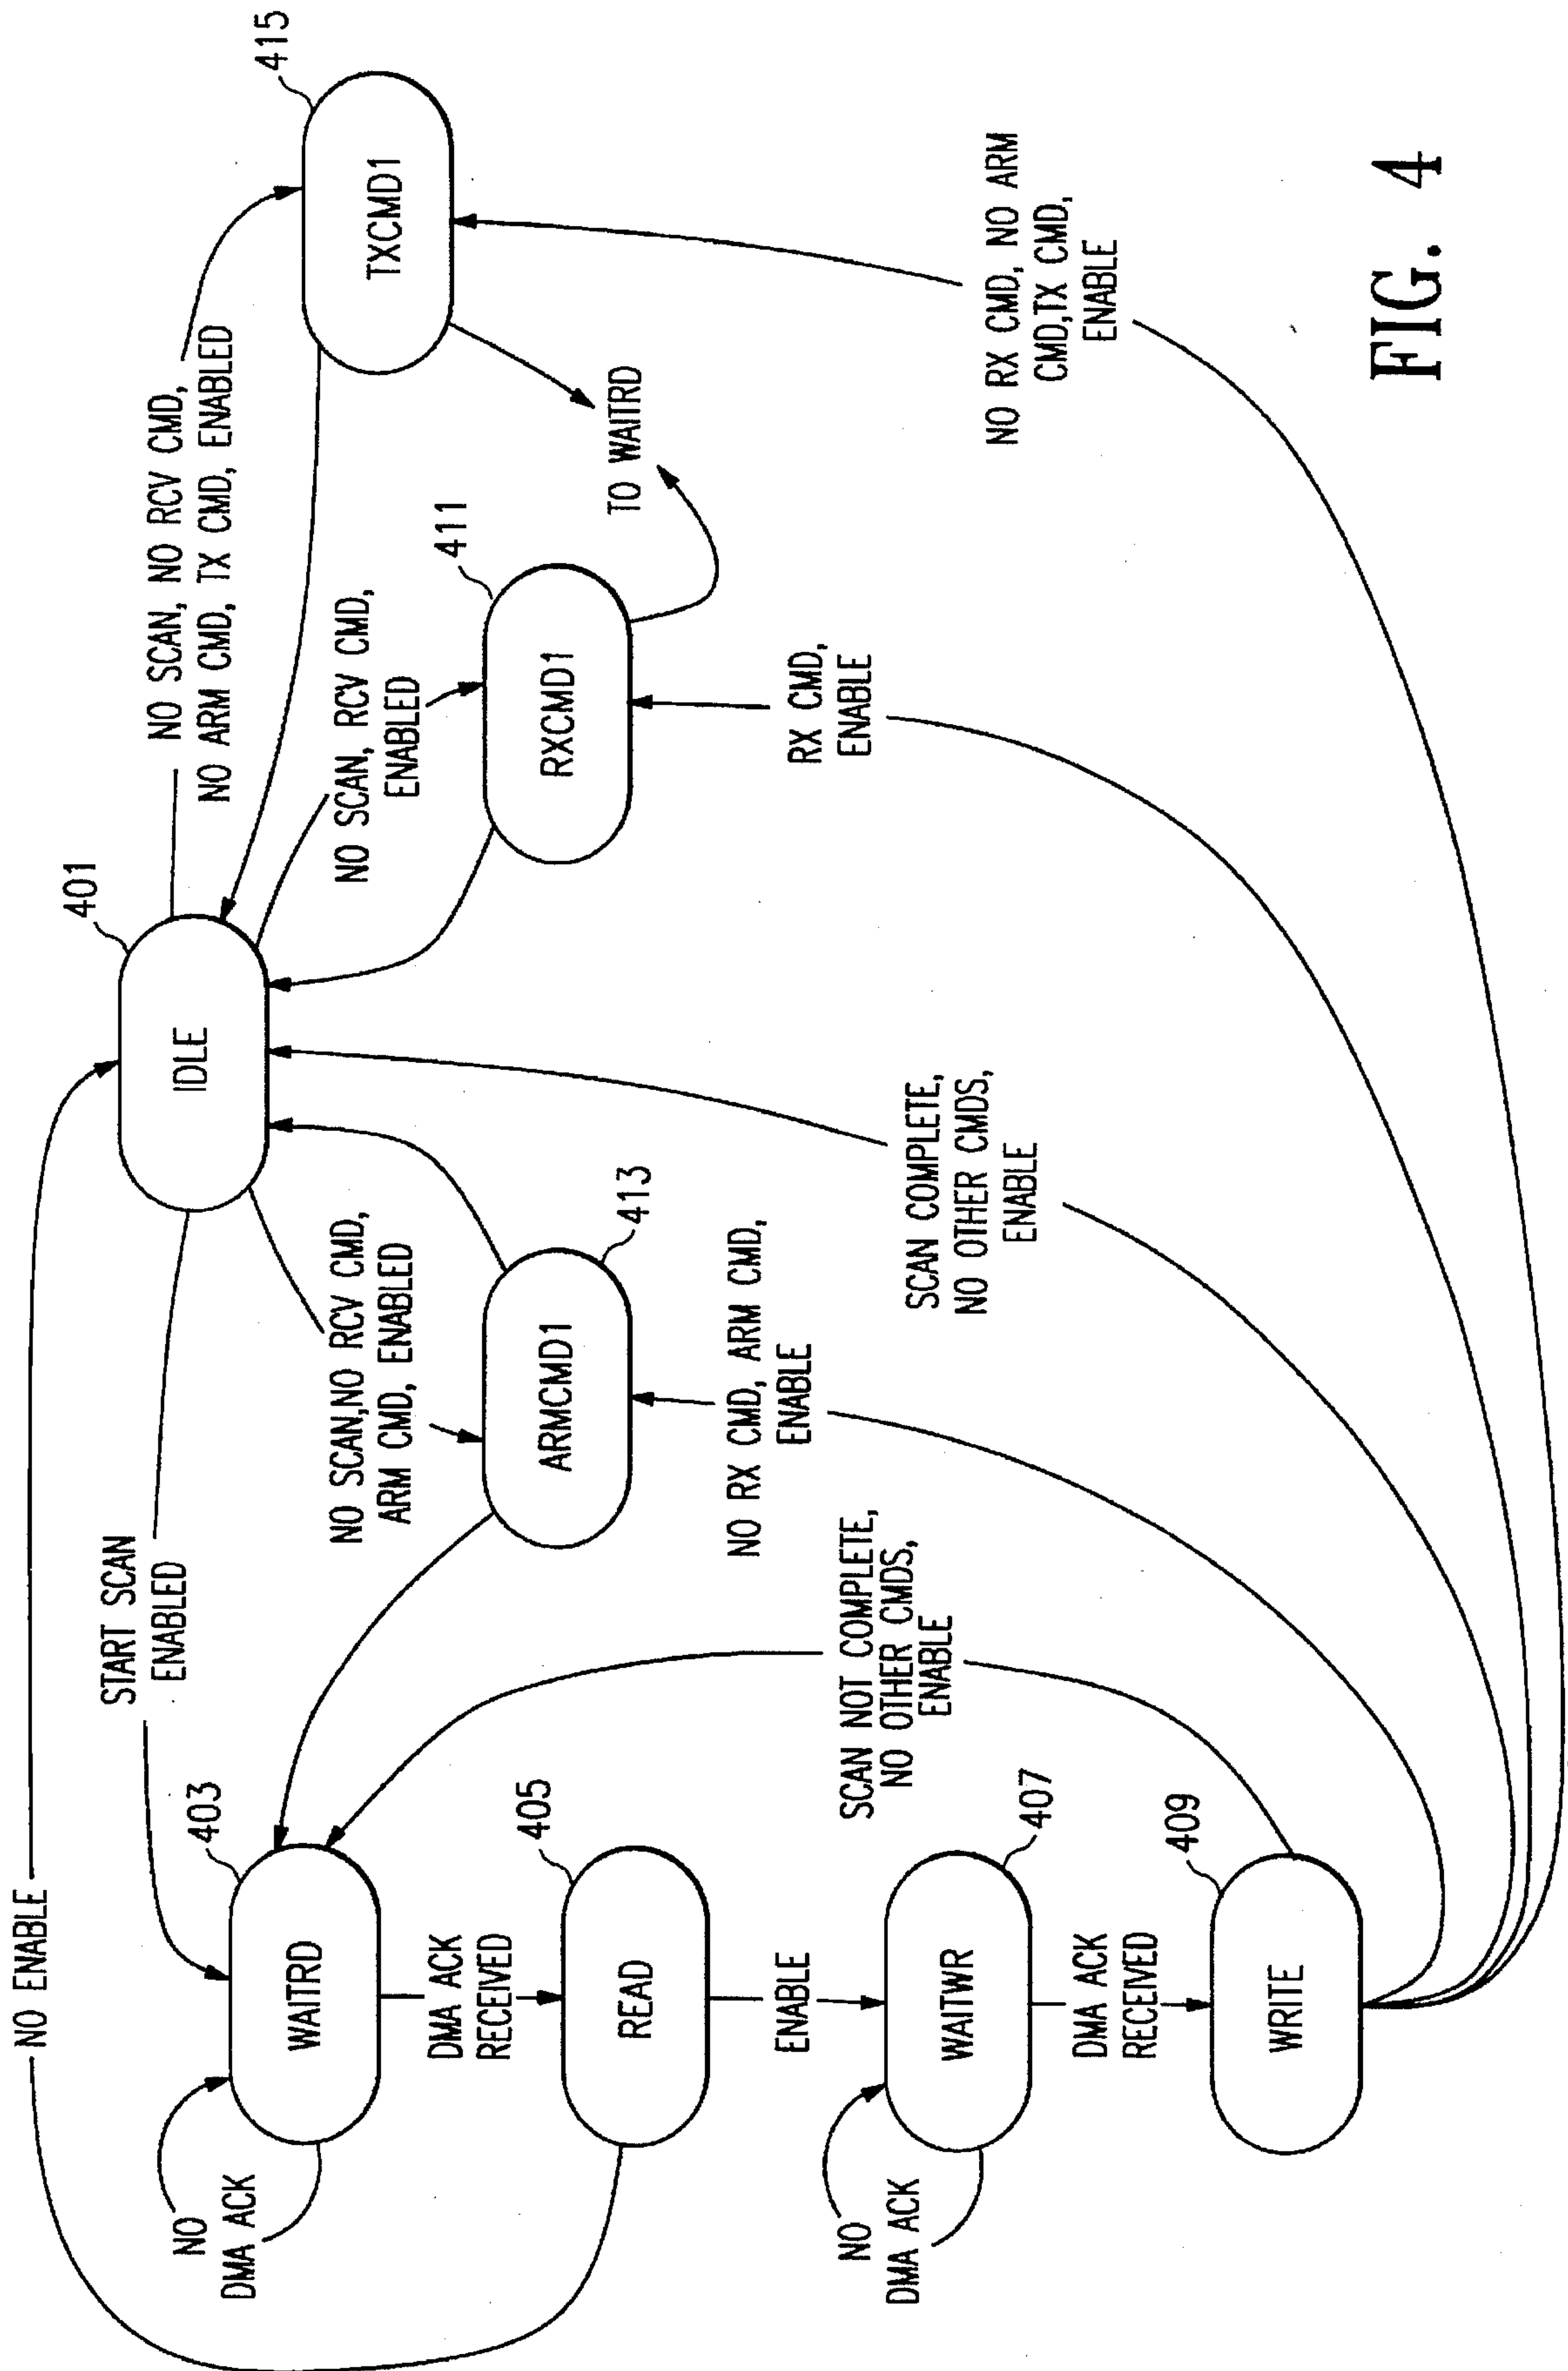 NO ENABLE
401
IDLE
START SCAN
ENABLED
NO SCAN, NO RCV CMD,
NO ARM CMD, TX CMD, ENABLED
415
TXCMD1
403
WAITRD
NO
DMA ACK
NO SCAN,NO RCV CMD,
ARM CMD, ENABLED
NO SCAN, RCV CMD,
ENABLED
DMA ACK
RECEIVED
405
READ
413
ARMCMD1
411
RXCMD1
TO WAITRD
ENABLE
NO RX CMD, ARM CMD,
ENABLE
RX CMD,
ENABLE
SCAN NOT COMPLETE,
NO OTHER CMDS,
ENABLE
SCAN COMPLETE,
NO OTHER CMDS,
ENABLE
NO RX CMD, NO ARM
CMD,TX CMD,
ENABLE
407
WAITWR
NO
DMA ACK
DMA ACK
RECEIVED
409
WRITE
FIG. 4